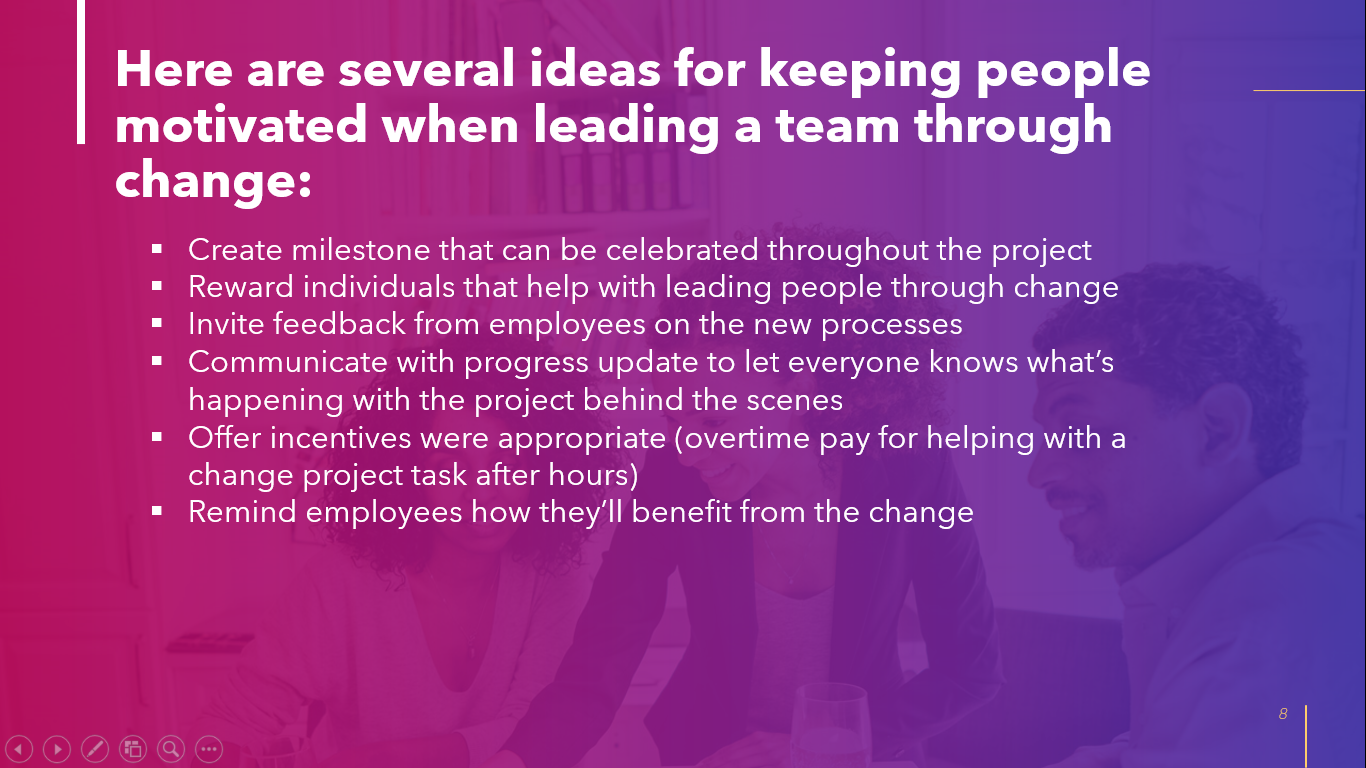 Here are several ideas for keeping people
motivated when leading a team through
change:
▪ Create milestone that can be celebrated throughout the project
▪ Reward individuals that help with leading people through change
▪ Invite feedback from employees on the new processes
▪ Communicate with progress update to let everyone knows what’s
happening with the project behind the scenes
▪ Offer incentives were appropriate (overtime pay for helping with a
change project task after hours)
▪ Remind employees how they’ll benefit from the change
8